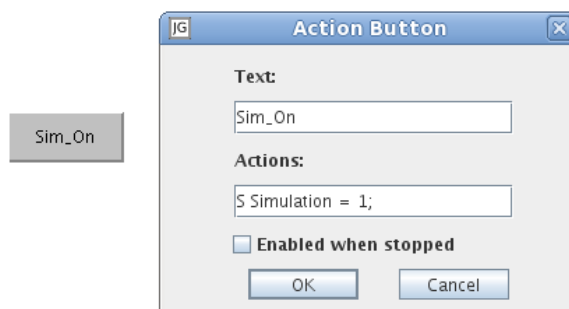 JG Action Button
Text:
Sim_On
Sim_On
Actions:
S Simulation = 1;
Enabled when stopped
OK Cancel